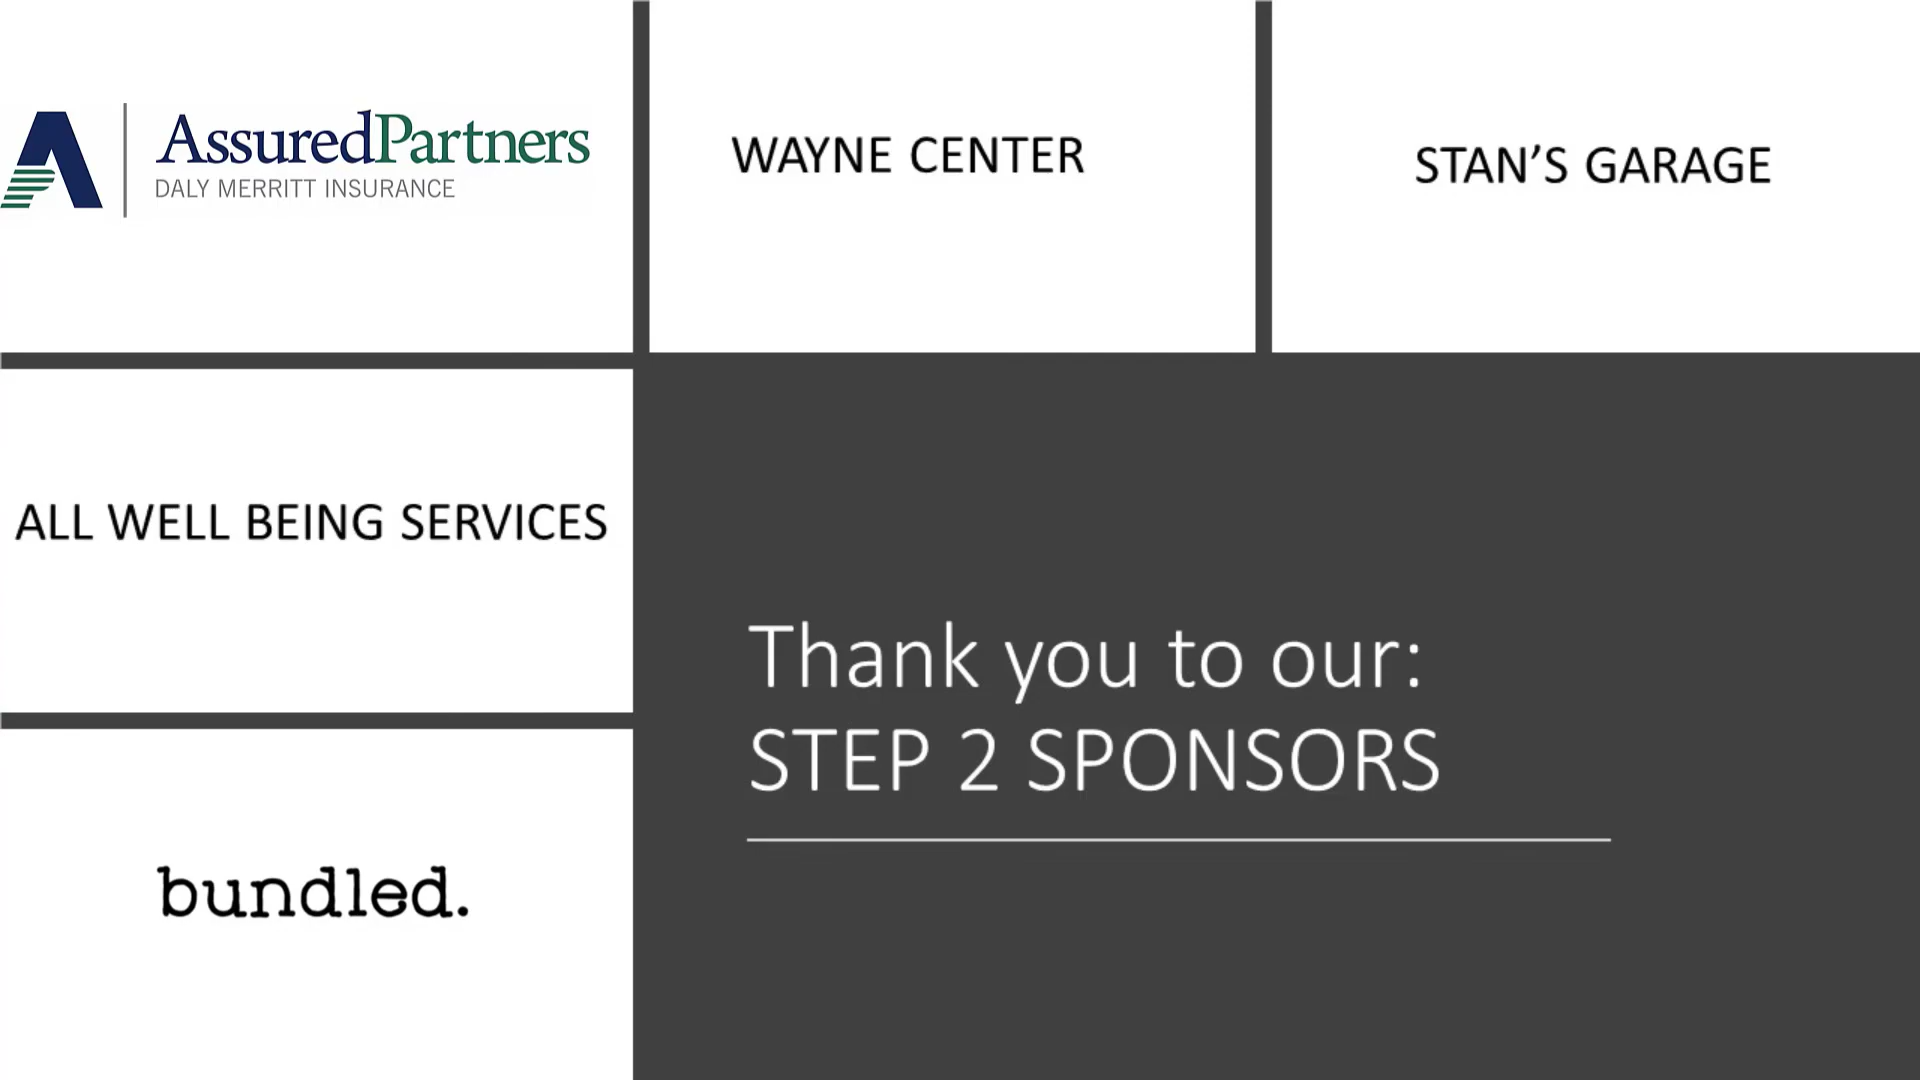 AssuredPartners
DALY MERRITT INSURANCE
WAYNE CENTER
STAN’S GARAGE
ALL WELL BEING SERVICES
bundled.
Thank you to our:
STEP 2 SPONSORS